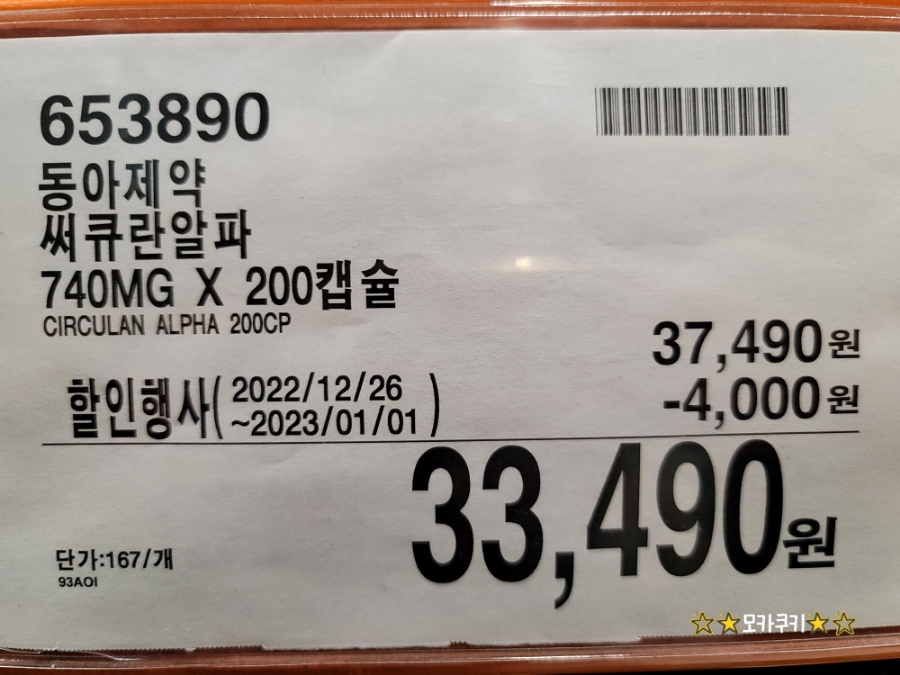 653890
동아제약
써큐란알파
740MG X 200캡슐
CIRCULAN ALPHA 200CP
37,490원
할인행사( 2022/12/26
~2023/01/01 )
-4,000원
33,490원
단가:167/개
93AOI
☆★모카쿠키★☆